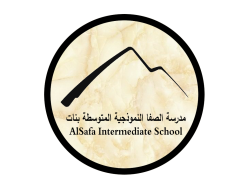 مدرسة الصفا النموذجية المتوسطة بنات
AlSafa Intermediate School